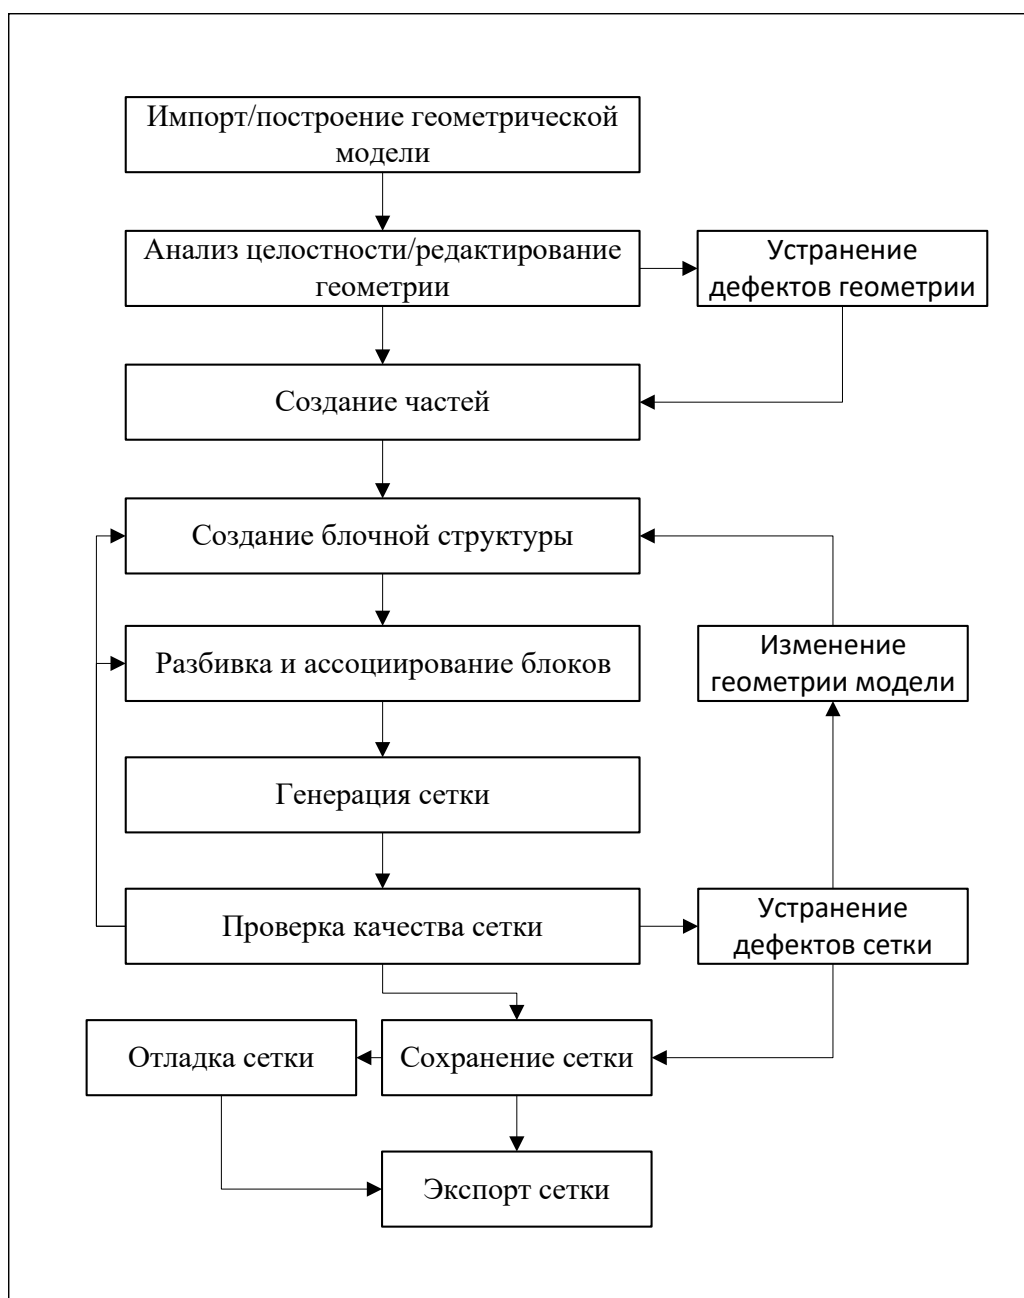 Импорт/построение геометрической
модели
Анализ целостности/редактирование
геометрии
Устранение
дефектов геометрии
Создание частей
Создание блочной структуры
Разбивка и ассоциирование блоков
Изменение
геометрии модели
Генерация сетки
Проверка качества сетки
Устранение
дефектов сетки
Отладка сетки
Сохранение сетки
Экспорт сетки